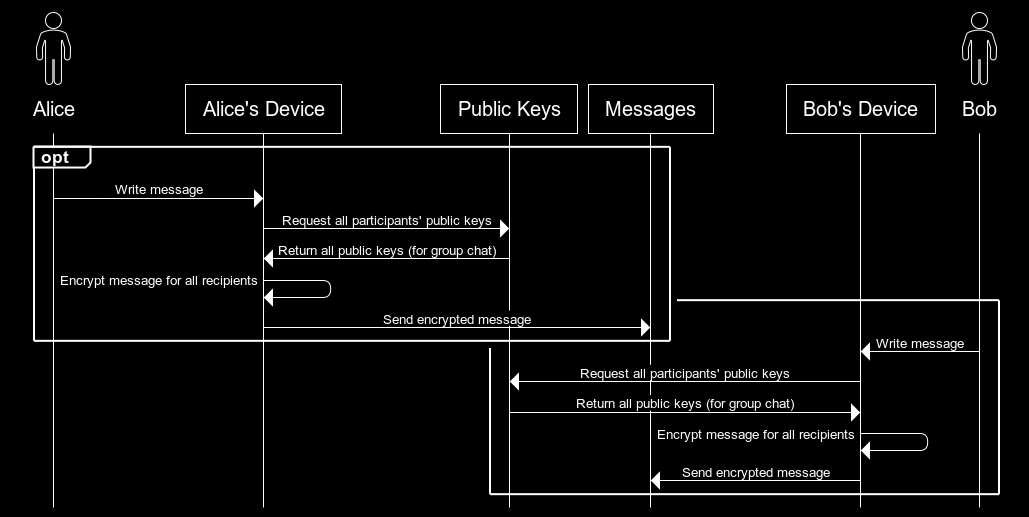 Alice
Alice's Device
Public Keys
Messages
Bob's Device
Bob
opt
Write message
Request all participants' public keys
Return all public keys (for group chat)
Encrypt message for all recipients
Send encrypted message
Write message
Request all participants' public keys
Return all public keys (for group chat)
Encrypt message for all recipients
Send encrypted message